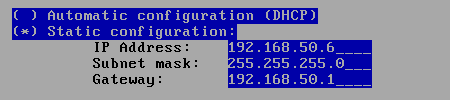 ( ) Automatic configuration (DHCP)
(*) Static configuration:
IP Address: 192.168.50.6____
Subnet mask: 255.255.255.0___
Gateway: 192.168.50.1____